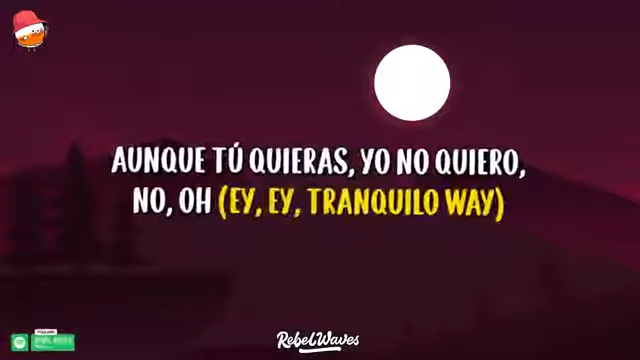 AUNQUE TÚ QUIERAS, YO NO QUIERO,
NO, OH (EY, EY, TRANQUILO WAY)
RebelWaves